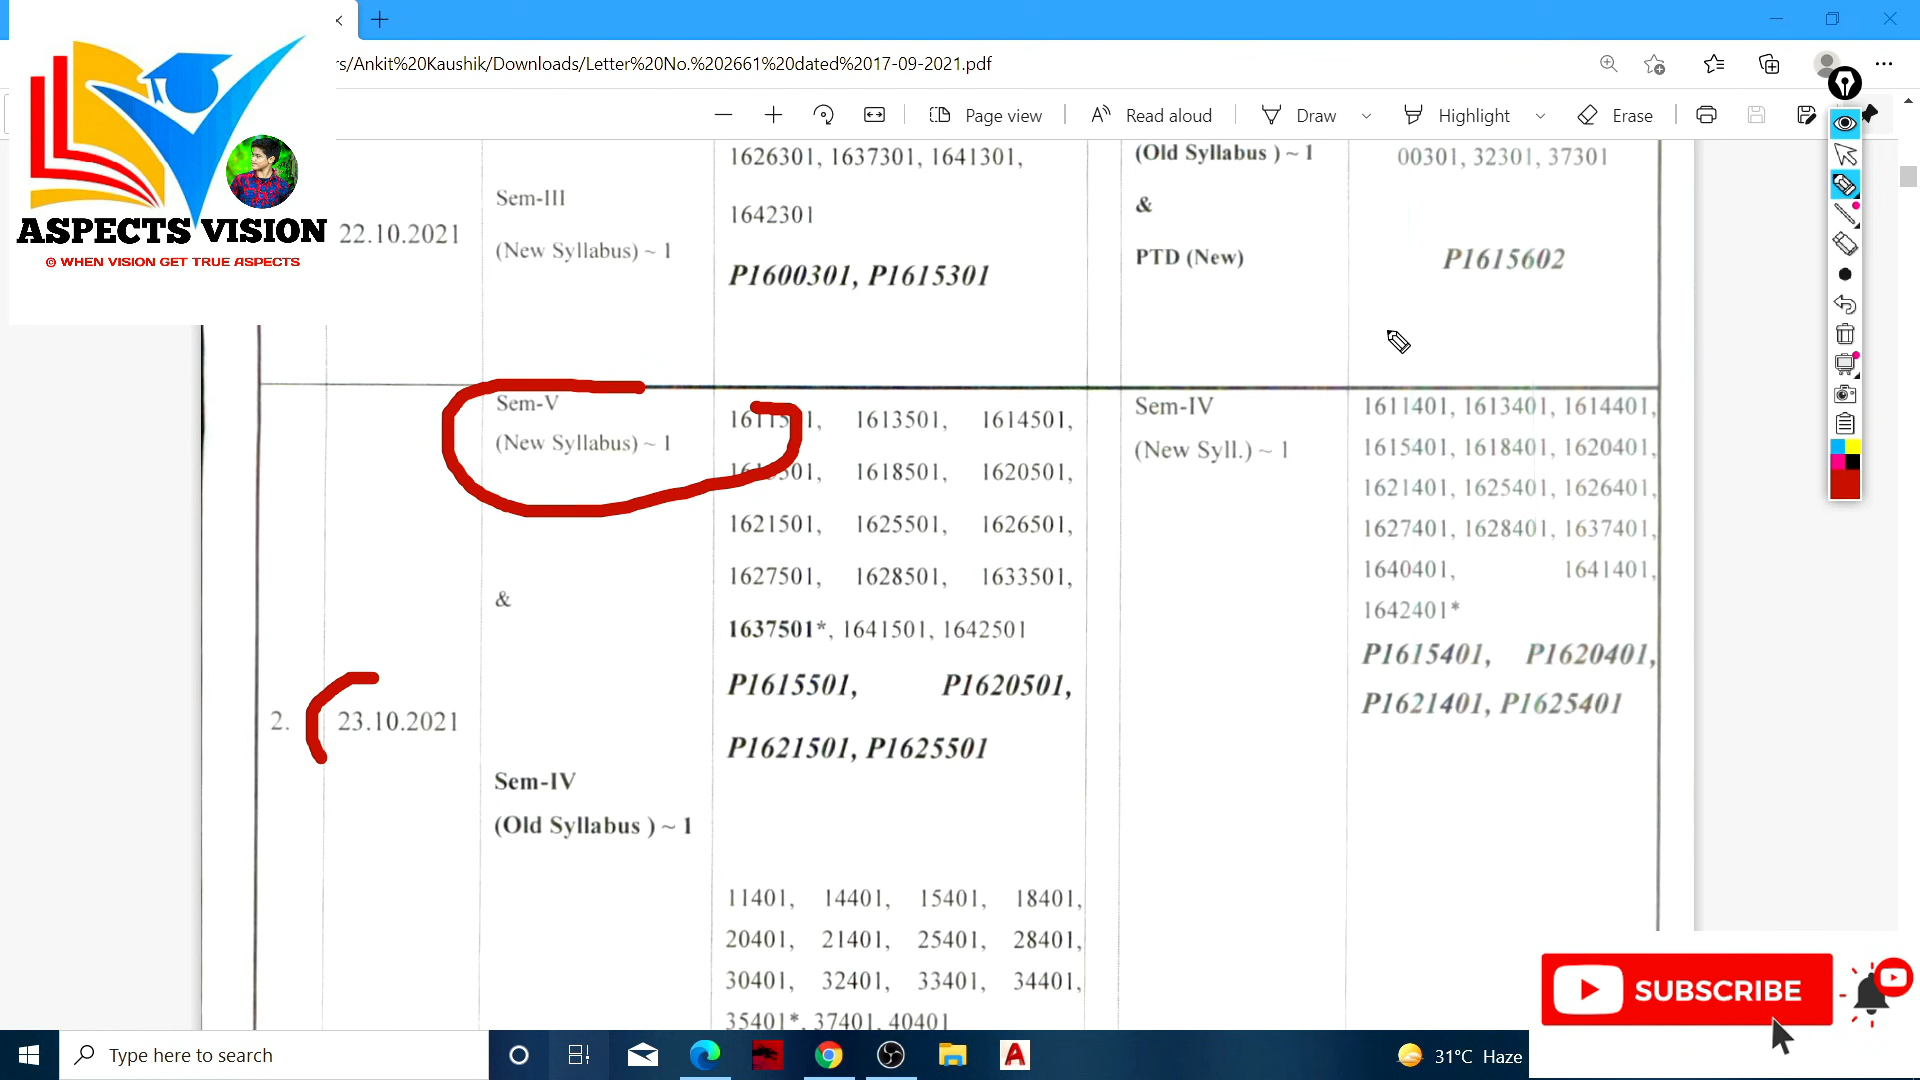 rs/Ankit%20Kaushik/Downloads/Letter%20No.%202661%20dated%2017-09-2021.pdf
Page view
Read aloud
Draw
Highlight
Erase
ASPECTS VISION
© WHEN VISION GET TRUE ASPECTS
22.10.2021
Sem-III
(New Syllabus) ~ 1
1626301, 1637301, 1641301,
1642301
P1600301, P1615301
(Old Syllabus ) ~ 1
&
PTD (New)
00301, 32301, 37301
P1615602
2.
23.10.2021
Sem-V
(New Syllabus) ~ 1
&
Sem-IV
(Old Syllabus ) ~ 1
1613501, 1614501,
1618501, 1620501,
1621501, 1625501, 1626501,
1627501, 1628501, 1633501,
1637501*, 1641501, 1642501
P1615501, P1620501,
P1621501, P1625501
11401, 14401, 15401, 18401,
20401, 21401, 25401, 28401,
30401, 32401, 33401, 34401,
35401*, 37401, 40401
Sem-IV
(New Syll.) ~ 1
1611401, 1613401, 1614401,
1615401, 1618401, 1620401,
1621401, 1625401, 1626401,
1627401, 1628401, 1637401,
1640401, 1641401,
1642401*
P1615401, P1620401,
P1621401, P1625401
SUBSCRIBE
Type here to search
31°C Haze